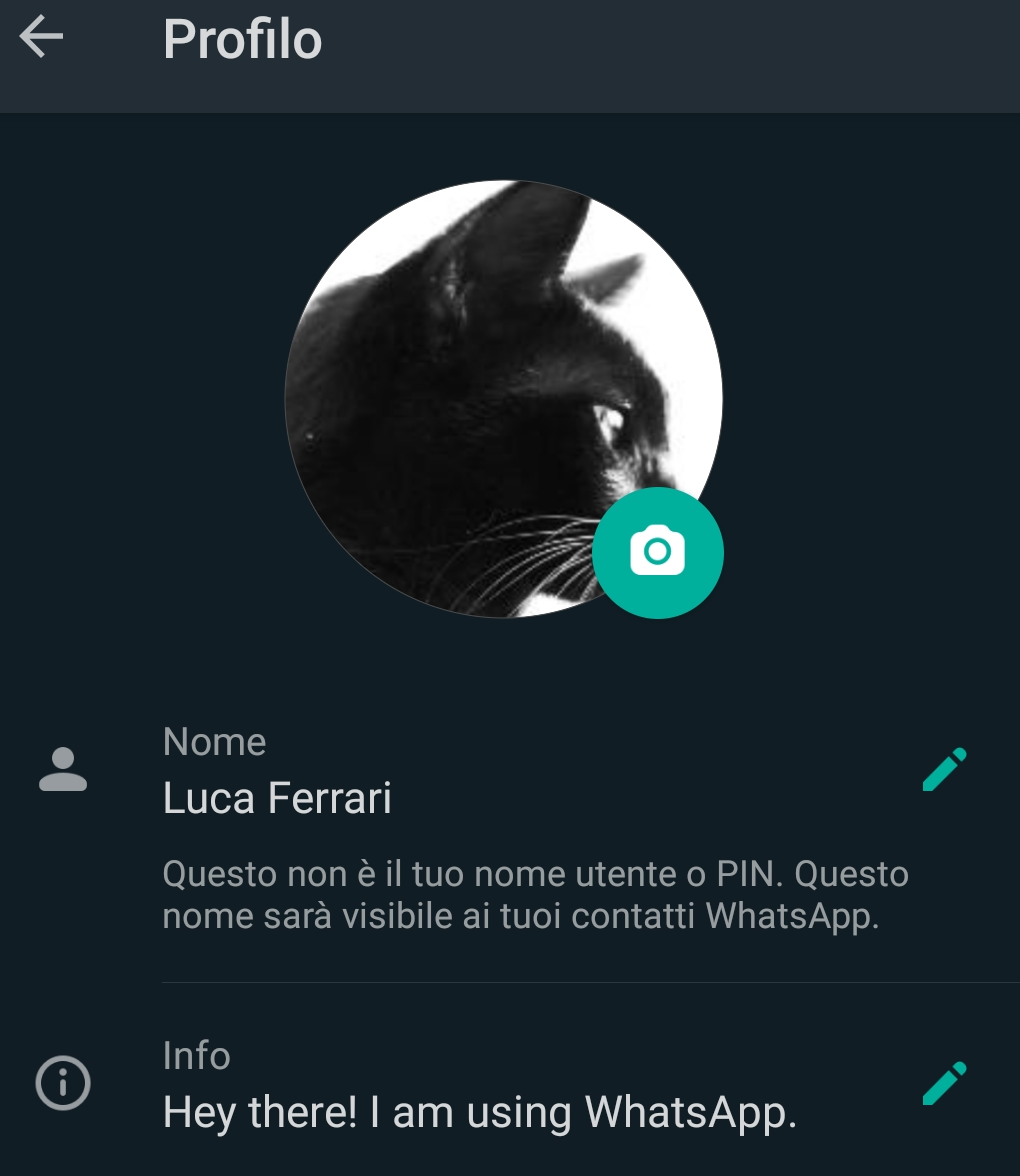 Profilo
Nome
Luca Ferrari
Questo non è il tuo nome utente o PIN. Questo
nome sarà visibile ai tuoi contatti WhatsApp.
Info
Hey there! I am using WhatsApp.